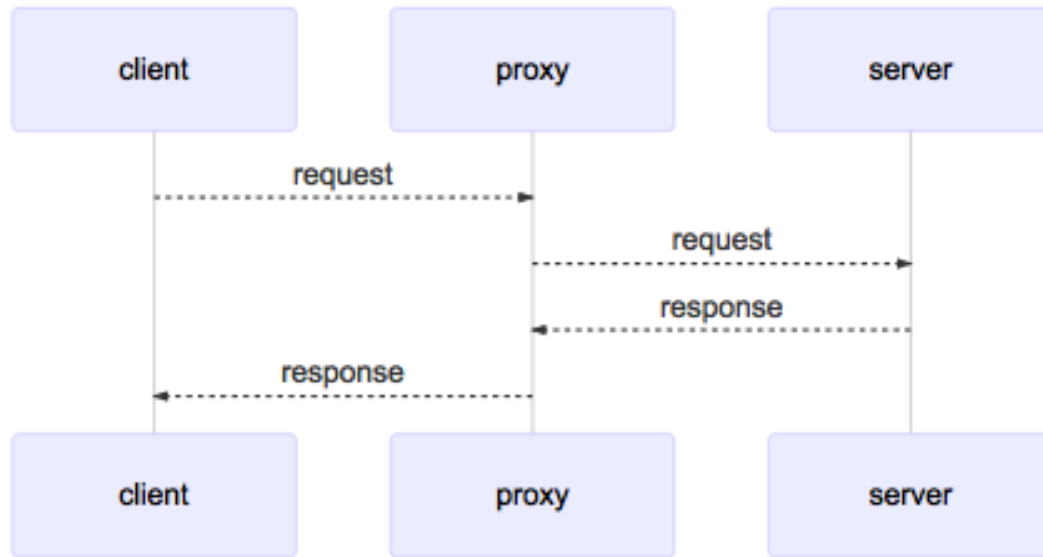 client proxy server
request
request
response
response
client proxy server